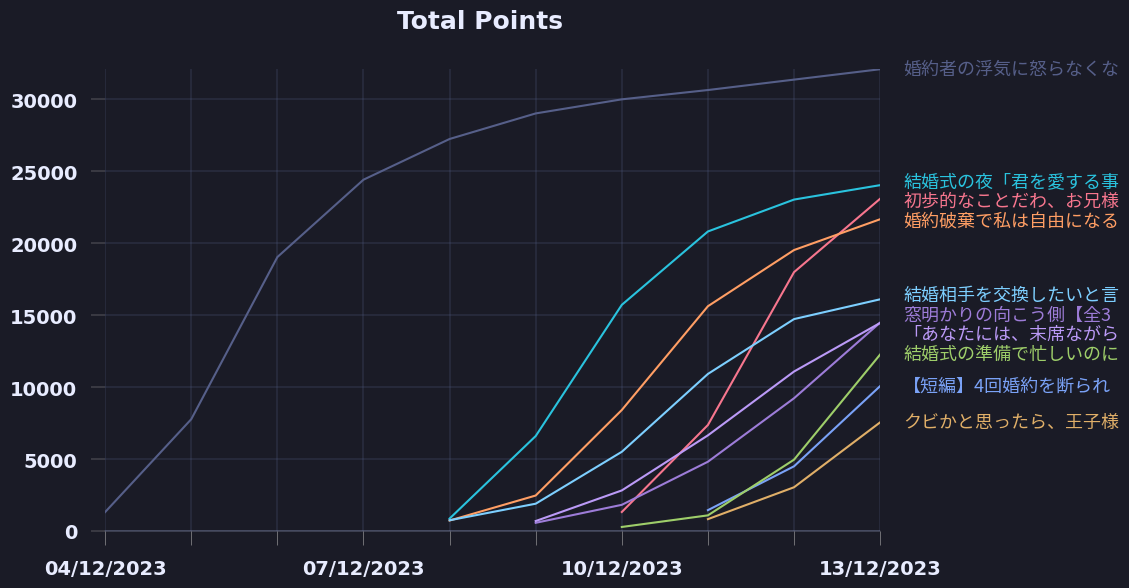 Total Points
婚約者の浮気に怒らなくな
30000
25000
結婚式の夜「君を愛する事
初歩的なことだわ、お兄様
婚約破棄で私は自由になる
20000
結婚相手を交換したいと言
15000
窓明かりの向こう側【全3
「あなたには、末席ながら
結婚式の準備で忙しいのに
10000
【短編】4回婚約を断られ
クビかと思ったら、王子様
5000
0
04/12/2023 07/12/2023 10/12/2023 13/12/2023